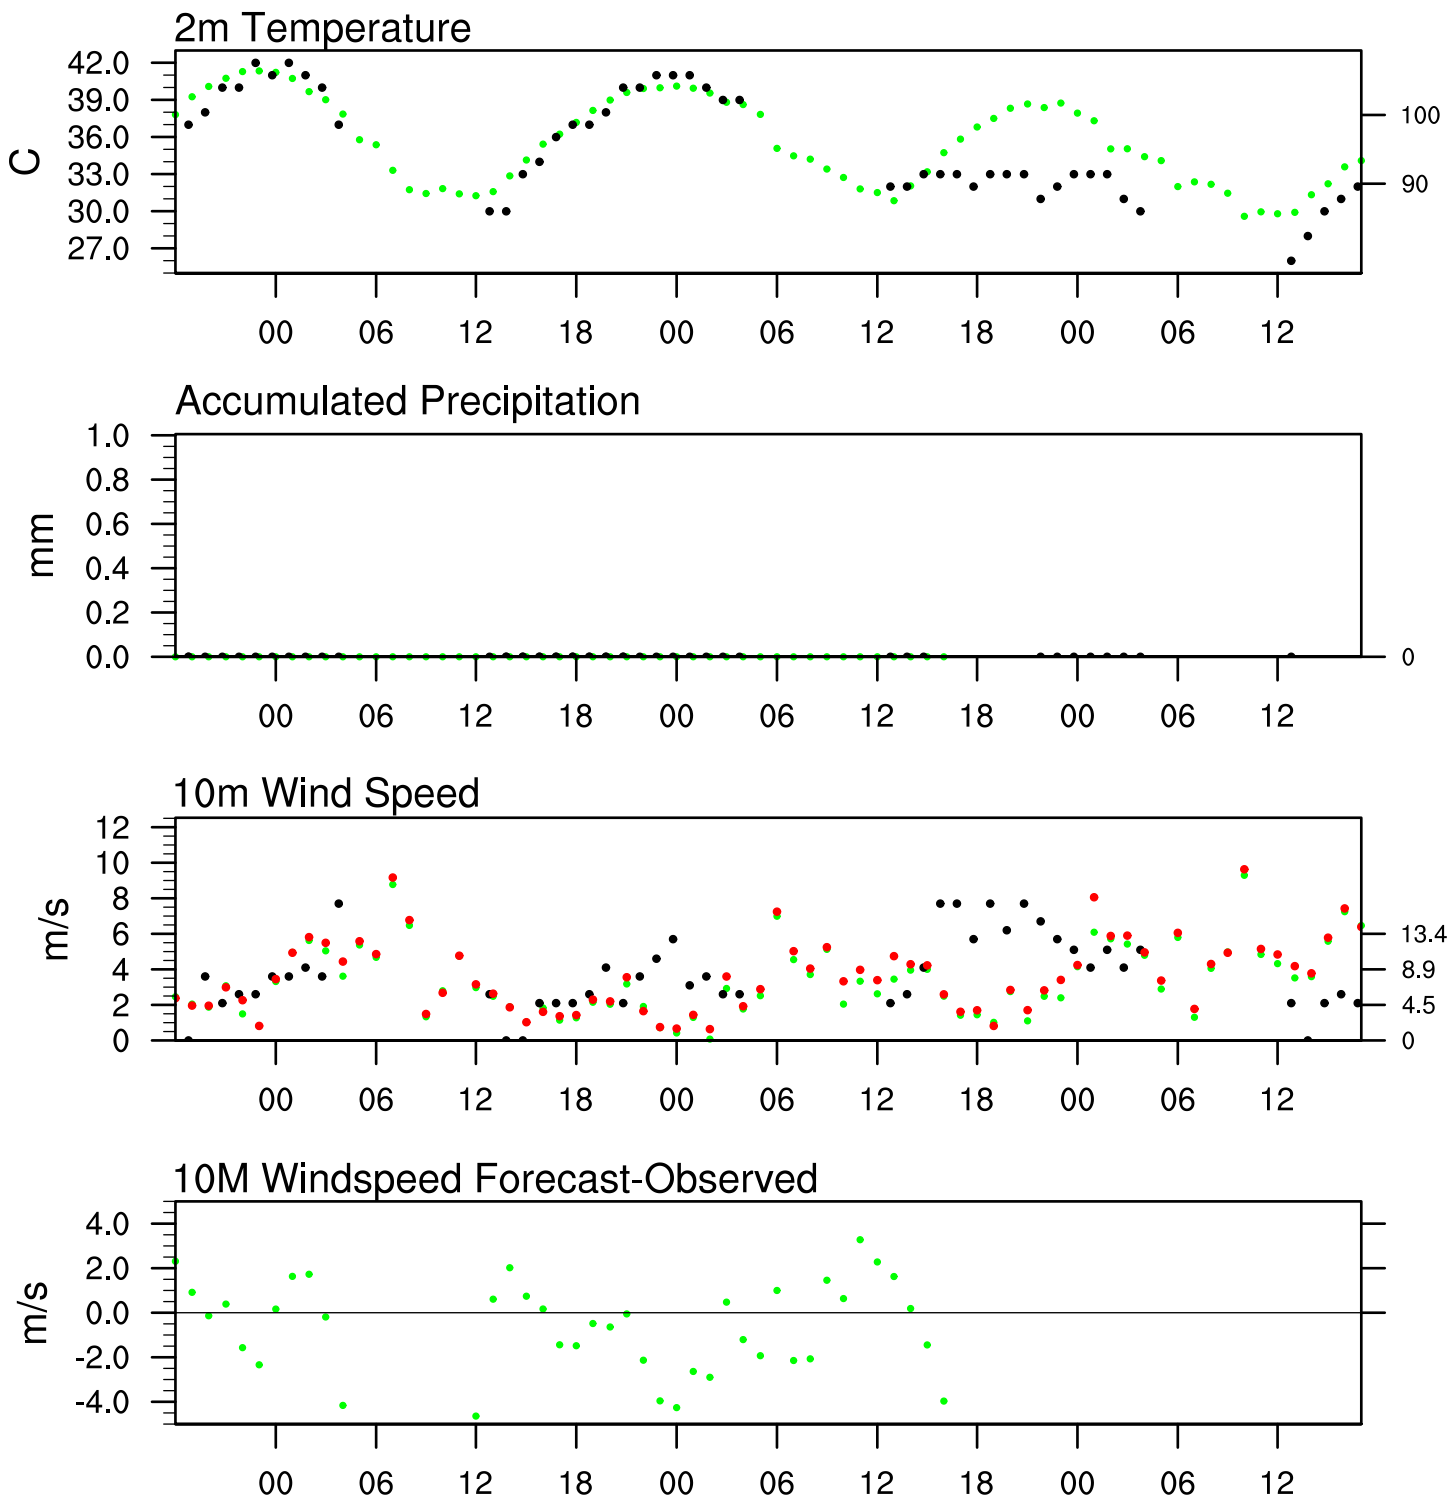 2m Temperature
42.0
39.0
36.0
33.0
30.0
27.0
C
100
90
00 06 12 18 00 06 12 18 00 06 12
Accumulated Precipitation
1.0
0.8
0.6
0.4
0.2
0.0
mm
0
00 06 12 18 00 06 12 18 00 06 12
10m Wind Speed
12
10
8
6
4
2
0
m/s
13.4
8.9
4.5
0
00 06 12 18 00 06 12 18 00 06 12
10M Windspeed Forecast-Observed
4.0
2.0
0.0
-2.0
-4.0
m/s
00 06 12 18 00 06 12 18 00 06 12